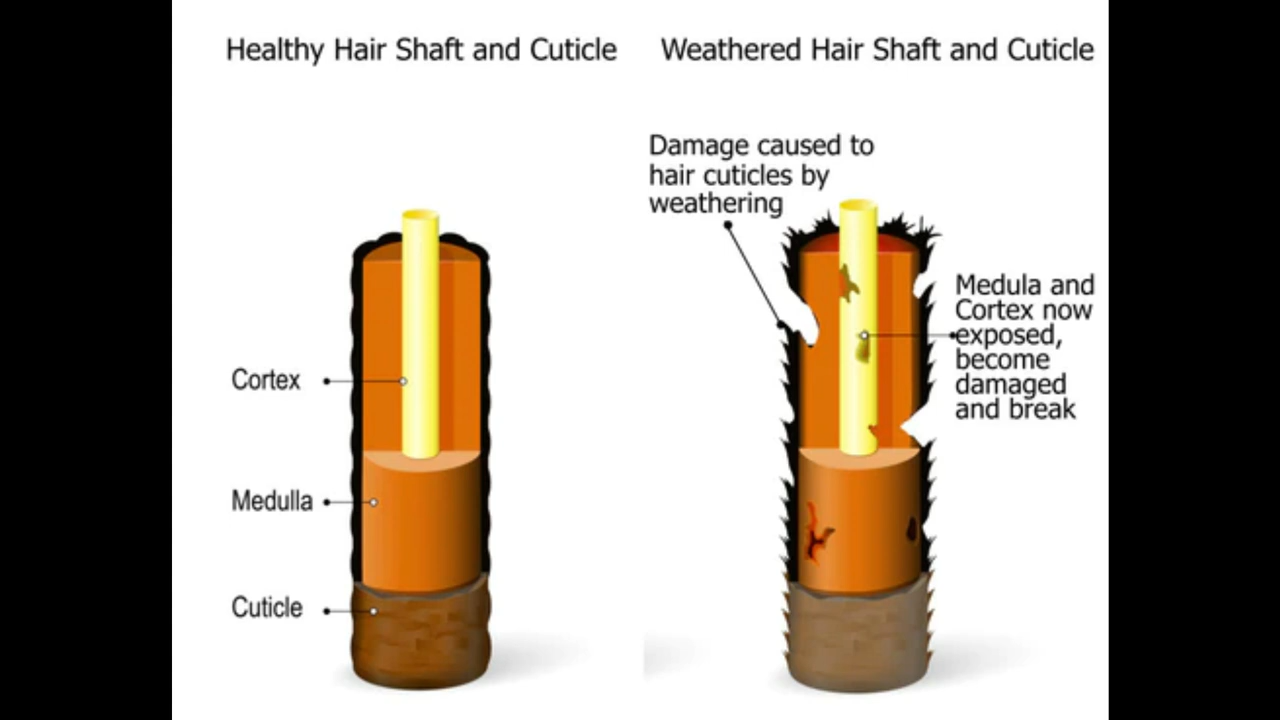 Healthy Hair Shaft and Cuticle
Weathered Hair Shaft and Cuticle
Damage caused to
hair cuticles by
weathering
Medula and
Cortex now
exposed,
become
damaged
and break
Cortex
Medulla
Cuticle